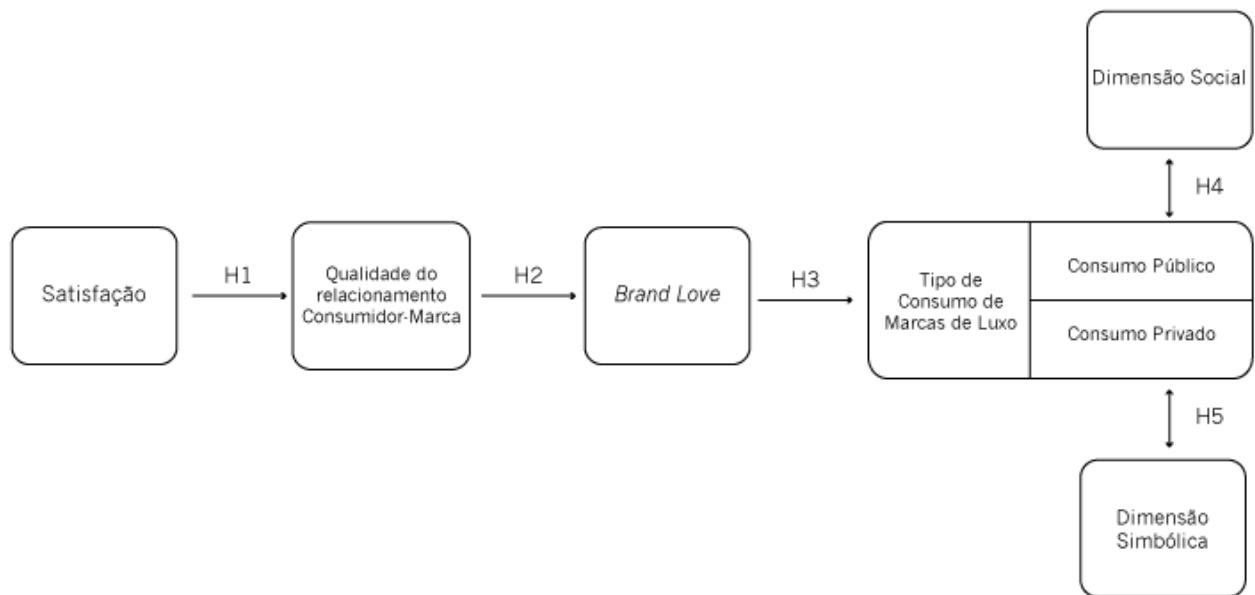 Dimensão Social
H4
Satisfação
H1
Qualidade do
relacionamento
Consumidor-Marca
H2
Brand Love
H3
Tipo de
Consumo de
Marcas de Luxo
Consumo Público
Consumo Privado
H5
Dimensão
Simbólica